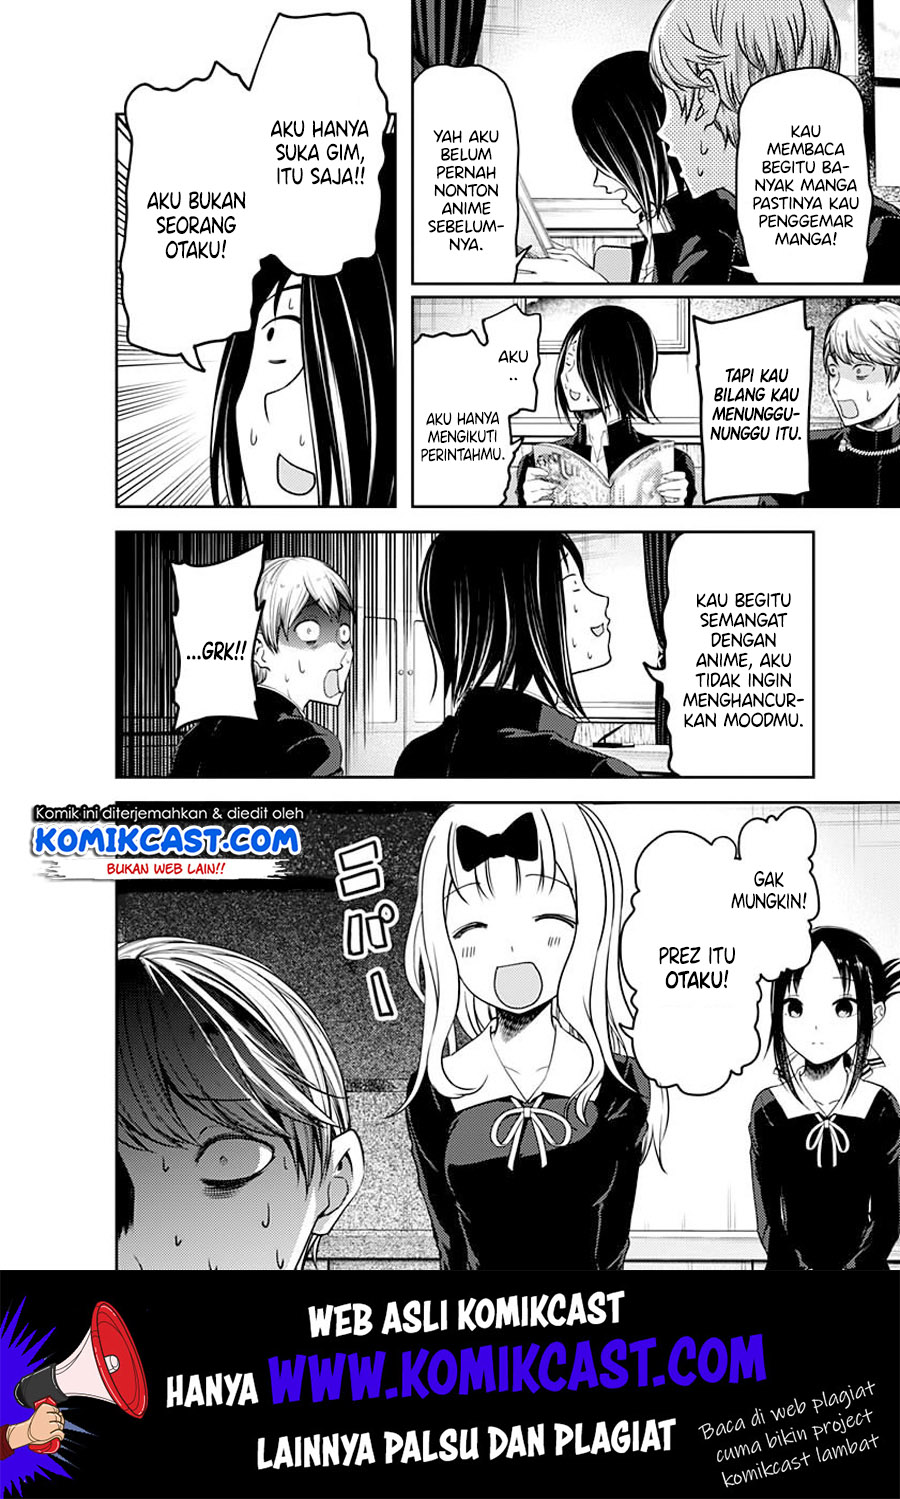 KAU
MEMBACA
BEGITU BA-
NYAK MANGA
PASTINYA KAU
PENGGEMAR
MANGA!
YAH AKU
BELUM
PERNAH
NONTON
ANIME
SEBELUM-
NYA.
AKU HANYA
SUKA GIM,
ITU SAJA!!
AKU BUKAN
SEORANG
OTAKU!
TAPI KAU
BILANG KAU
MENUNGGU-
NUNGGU ITU.
AKU
..
AKU HANYA
MENGIKUTI
PERINTAHMU.
KAU BEGITU
SEMANGAT
DENGAN
ANIME, AKU
TIDAK INGIN
MENGHANCUR-
KAN MOODMU.
...GRK!!
Komik ini diterjemahkan & diedit oleh
KOMIKCAST.COM
BUKAN WEB LAIN!!
GAK
MUNGKIN!
PREZ ITU
OTAKU!
ニパー
WEB ASLI KOMIKCAST
HANYA WWW.KOMIKCAST.COM
LAINNYA PALSU DAN PLAGIAT
Baca di web plagiat
cuma bikin project
komikcast lambat